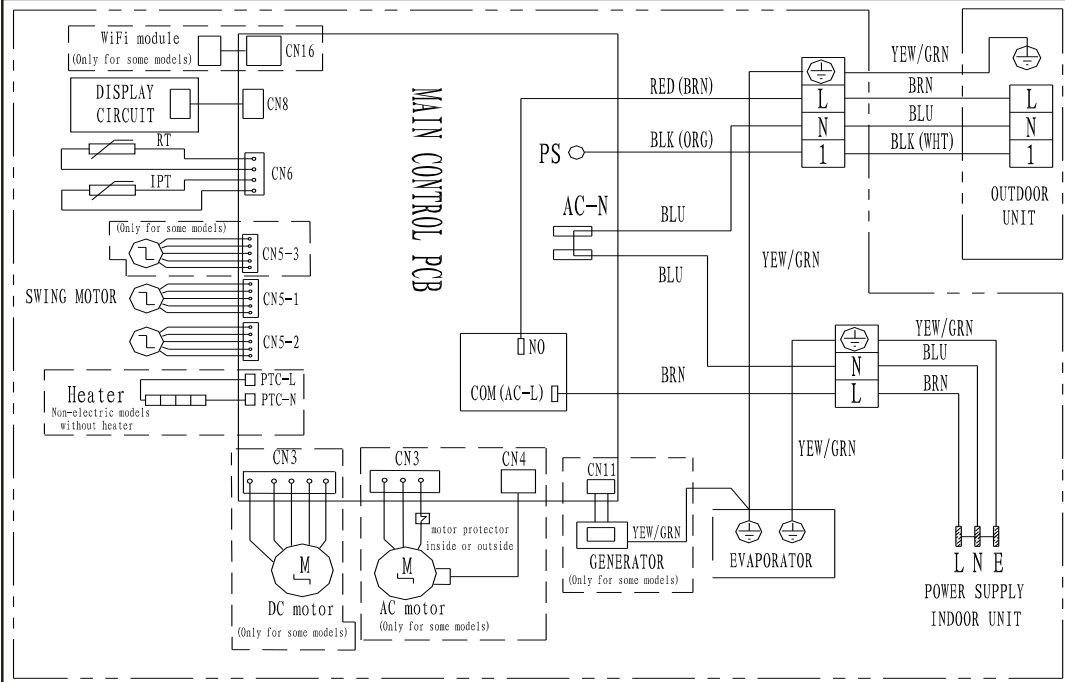 WiFi module
(Only for some models)
CN16
DISPLAY
CIRCUIT
CN8
RT
IPT
CN6
(Only for some models)
CN5-3
SWING MOTOR
CN5-1
CN5-2
Heater
Non-electric models
without heater
PTC-L
PTC-N
MAIN CONTROL PCB
RED(BRN)
PS
BLK(ORG)
AC-N
BLU
BLU
YEW/GRN
NO
COM(AC-L)
BRN
L
N
1
YEW/GRN
BRN
BLU
BLK(WHT)
L
N
1
OUTDOOR
UNIT
N
L
YEW/GRN
BLU
BRN
YEW/GRN
CN3
M
DC motor
(Only for some models)
CN3
CN4
motor protector
inside or outside
M
AC motor
(Only for some models)
CN11
YEW/GRN
GENERATOR
(Only for some models)
EVAPORATOR
L N E
POWER SUPPLY
INDOOR UNIT